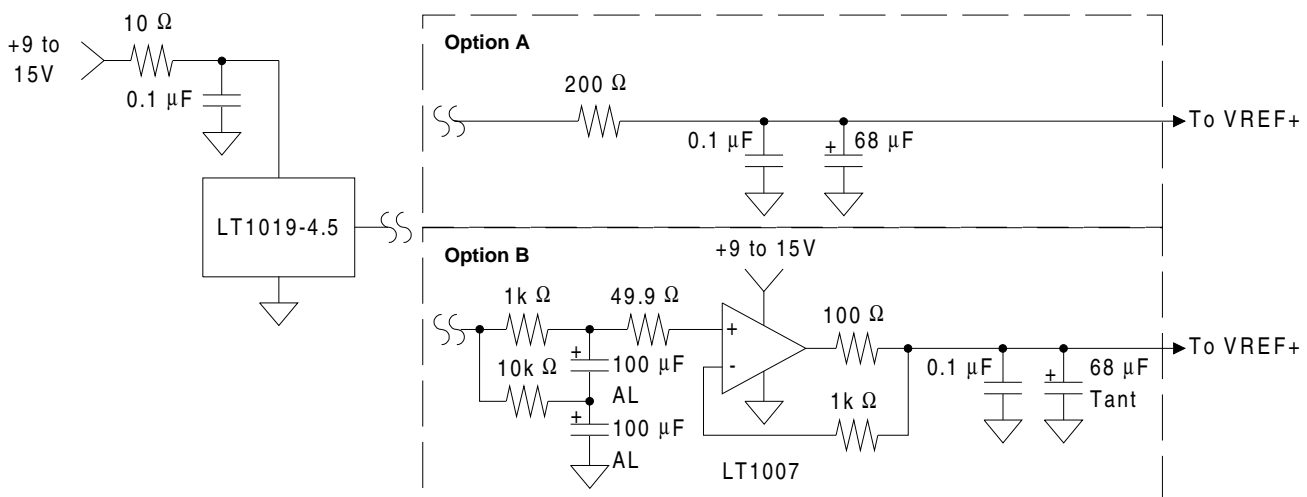 10 Ω
+9 to
15V
0.1 µF
LT1019-4.5
Option A
200 Ω
0.1 µF
+
68 µF
To VREF+
Option B
+9 to 15V
1k Ω
49.9 Ω
10k Ω
+
100 µF
AL
+
100 µF
AL
+
-
100 Ω
1k Ω
LT1007
0.1 µF
+
68 µF
Tant
To VREF+